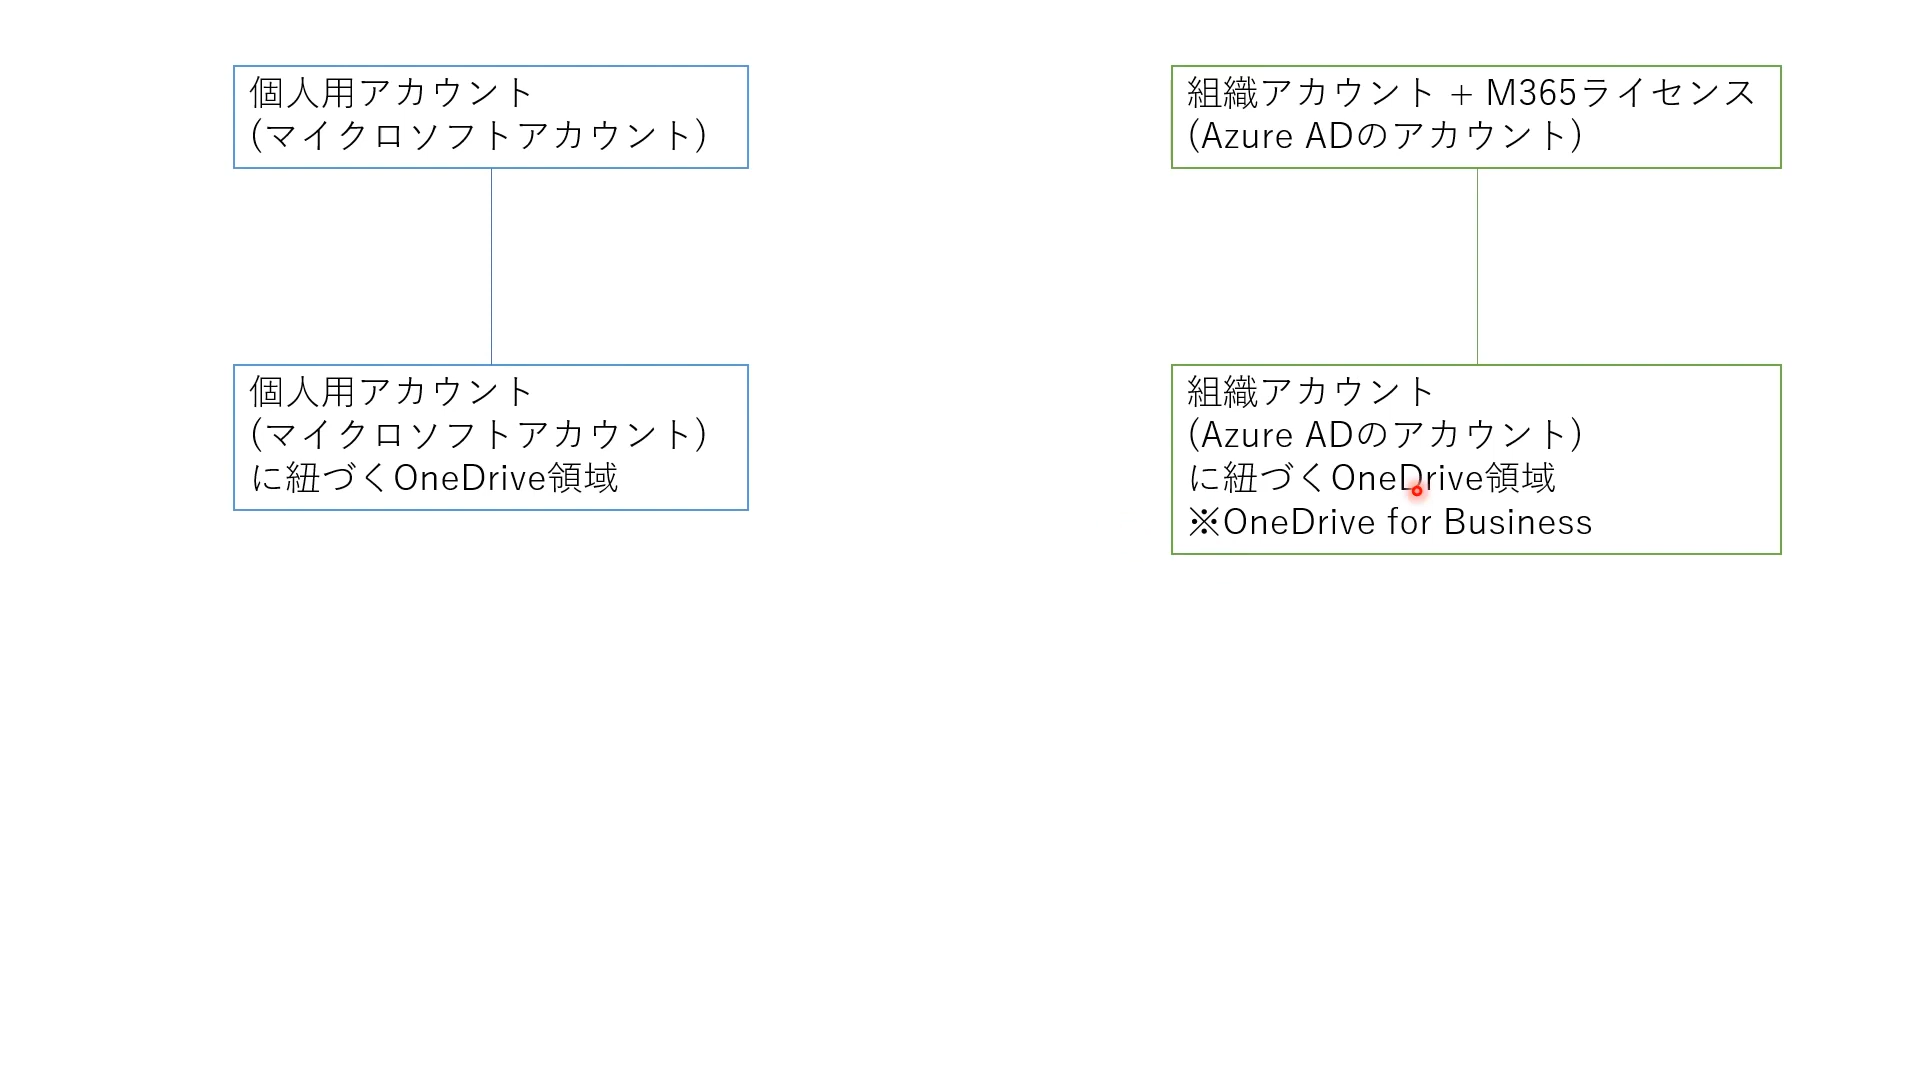 個人用アカウント
(マイクロソフトアカウント)
組織アカウント + M365ライセンス
(Azure ADのアカウント)
個人用アカウント
(マイクロソフトアカウント)
に紐づくOneDrive領域
組織アカウント
(Azure ADのアカウント)
に紐づくOneDrive領域
※OneDrive for Business